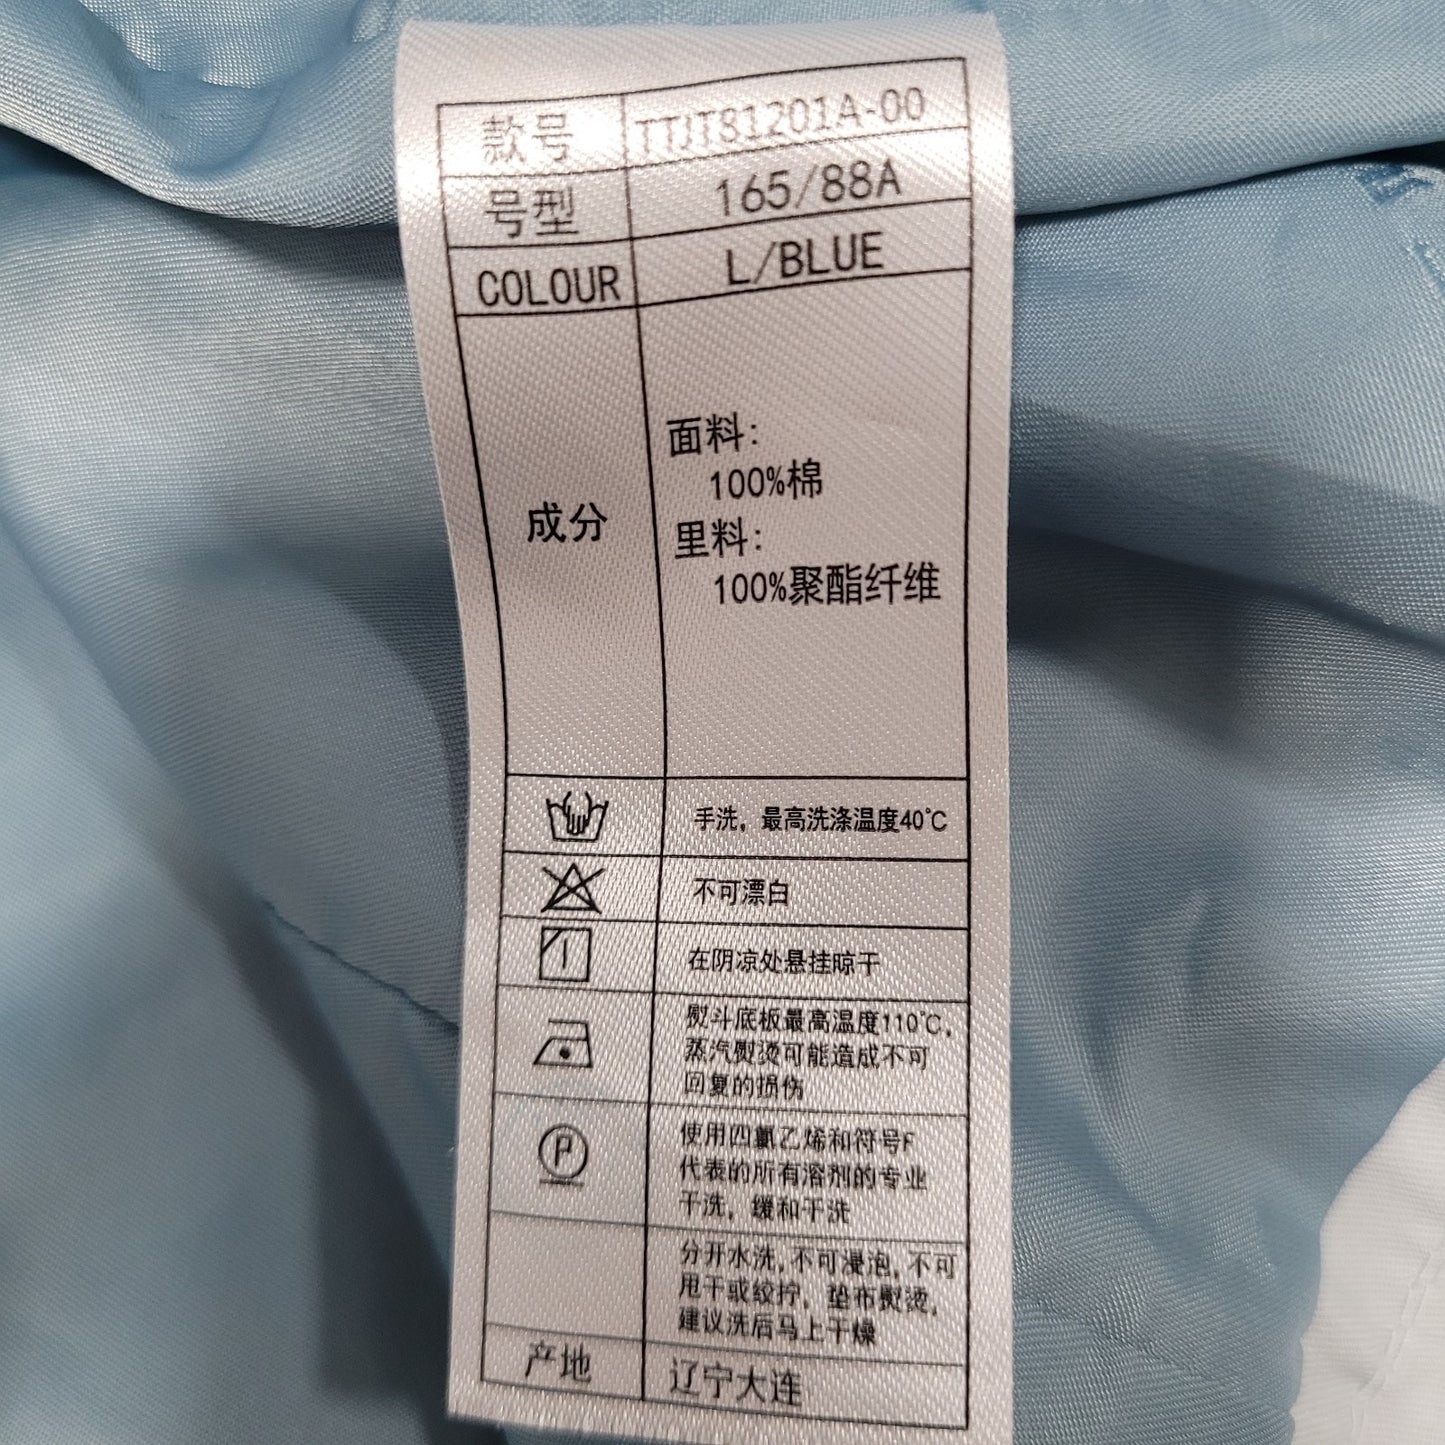 款号 TTJT81201A-00
号型 165/88A
COLOUR L/BLUE
成分
面料:
100%棉
里料:
100%聚酯纤维
手洗，最高洗涤温度40℃
不可漂白
在阴凉处悬挂晾干
熨斗底板最高温度110℃，
蒸汽熨烫可能造成不可
回复的损伤
P
使用四氯乙烯和符号F
代表的所有溶剂的专业
干洗，缓和干洗
分开水洗，不可浸泡，不可
甩干或绞拧，垫布熨烫，
建议洗后马上干燥
产地 辽宁大连